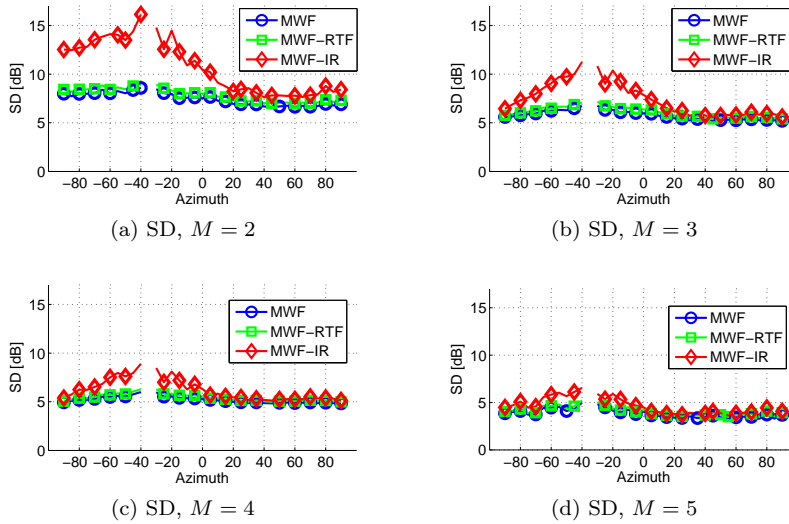 15
10
5
0
SD [dB]
MWF
MWF-RTF
MWF-IR
−80 −60 −40 −20 0 20 40 60 80
Azimuth
(a) SD, M = 2
15
10
5
0
SD [dB]
MWF
MWF-RTF
MWF-IR
−80 −60 −40 −20 0 20 40 60 80
Azimuth
(b) SD, M = 3
15
10
5
0
SD [dB]
MWF
MWF-RTF
MWF-IR
−80 −60 −40 −20 0 20 40 60 80
Azimuth
(c) SD, M = 4
15
10
5
0
SD [dB]
MWF
MWF-RTF
MWF-IR
−80 −60 −40 −20 0 20 40 60 80
Azimuth
(d) SD, M = 5